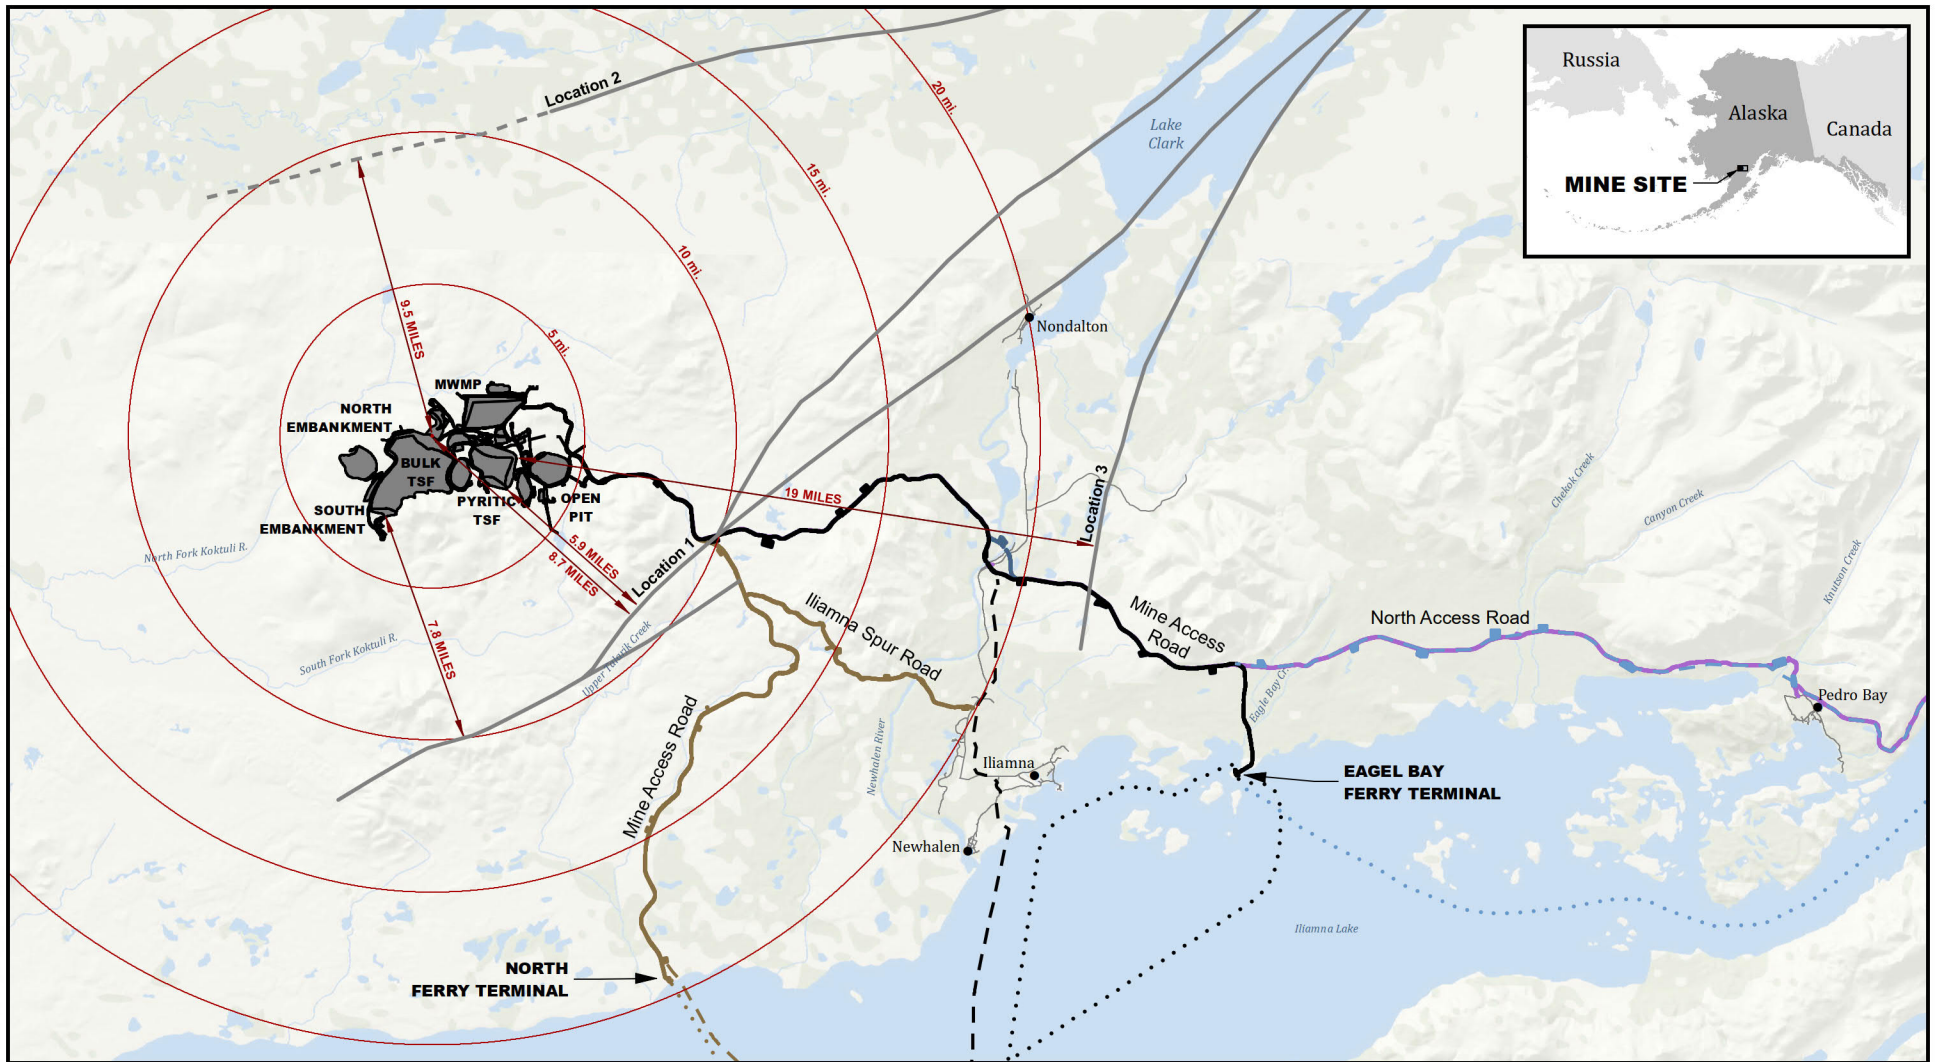 Location 2
20 mi.
Lake
Clark
Russia
Alaska
Canada
MINE SITE
15 mi.
10 mi.
9.5 MILES
5 mi.
Nondalton
MWMP
NORTH
EMBANKMENT
BULK
TSF
PYRITIC
TSF
OPEN
PIT
SOUTH
EMBANKMENT
19 MILES
Location 3
Chekok Creek
Canyon Creek
Knutson Creek
North Fork Koktuli R.
5.9 MILES
8.7 MILES
Location 1
7.8 MILES
South Fork Koktuli R.
Upper Talarik Creek
Iliamna Spur Road
Mine Access
Road
North Access Road
Eagle Bay Cr.
Pedro Bay
Mine Access Road
Newhalen River
Iliamna
EAGEL BAY
FERRY TERMINAL
Newhalen
Iliamna Lake
NORTH
FERRY TERMINAL